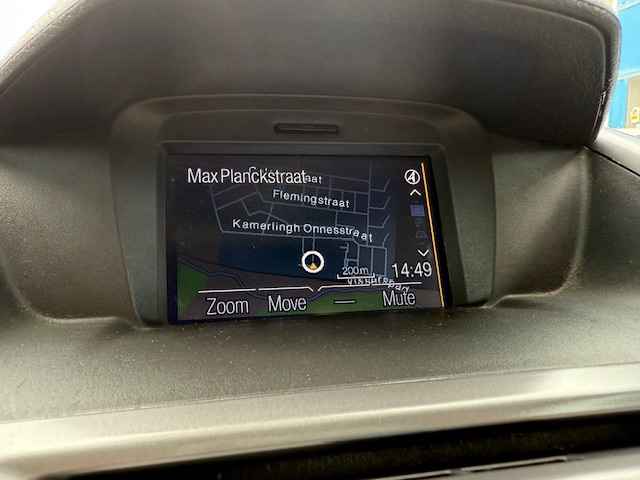 Max Planckstraat
Flemingstraat
Kamerlingh Onnesstraat
200m
14:49
Zoom Move Mute